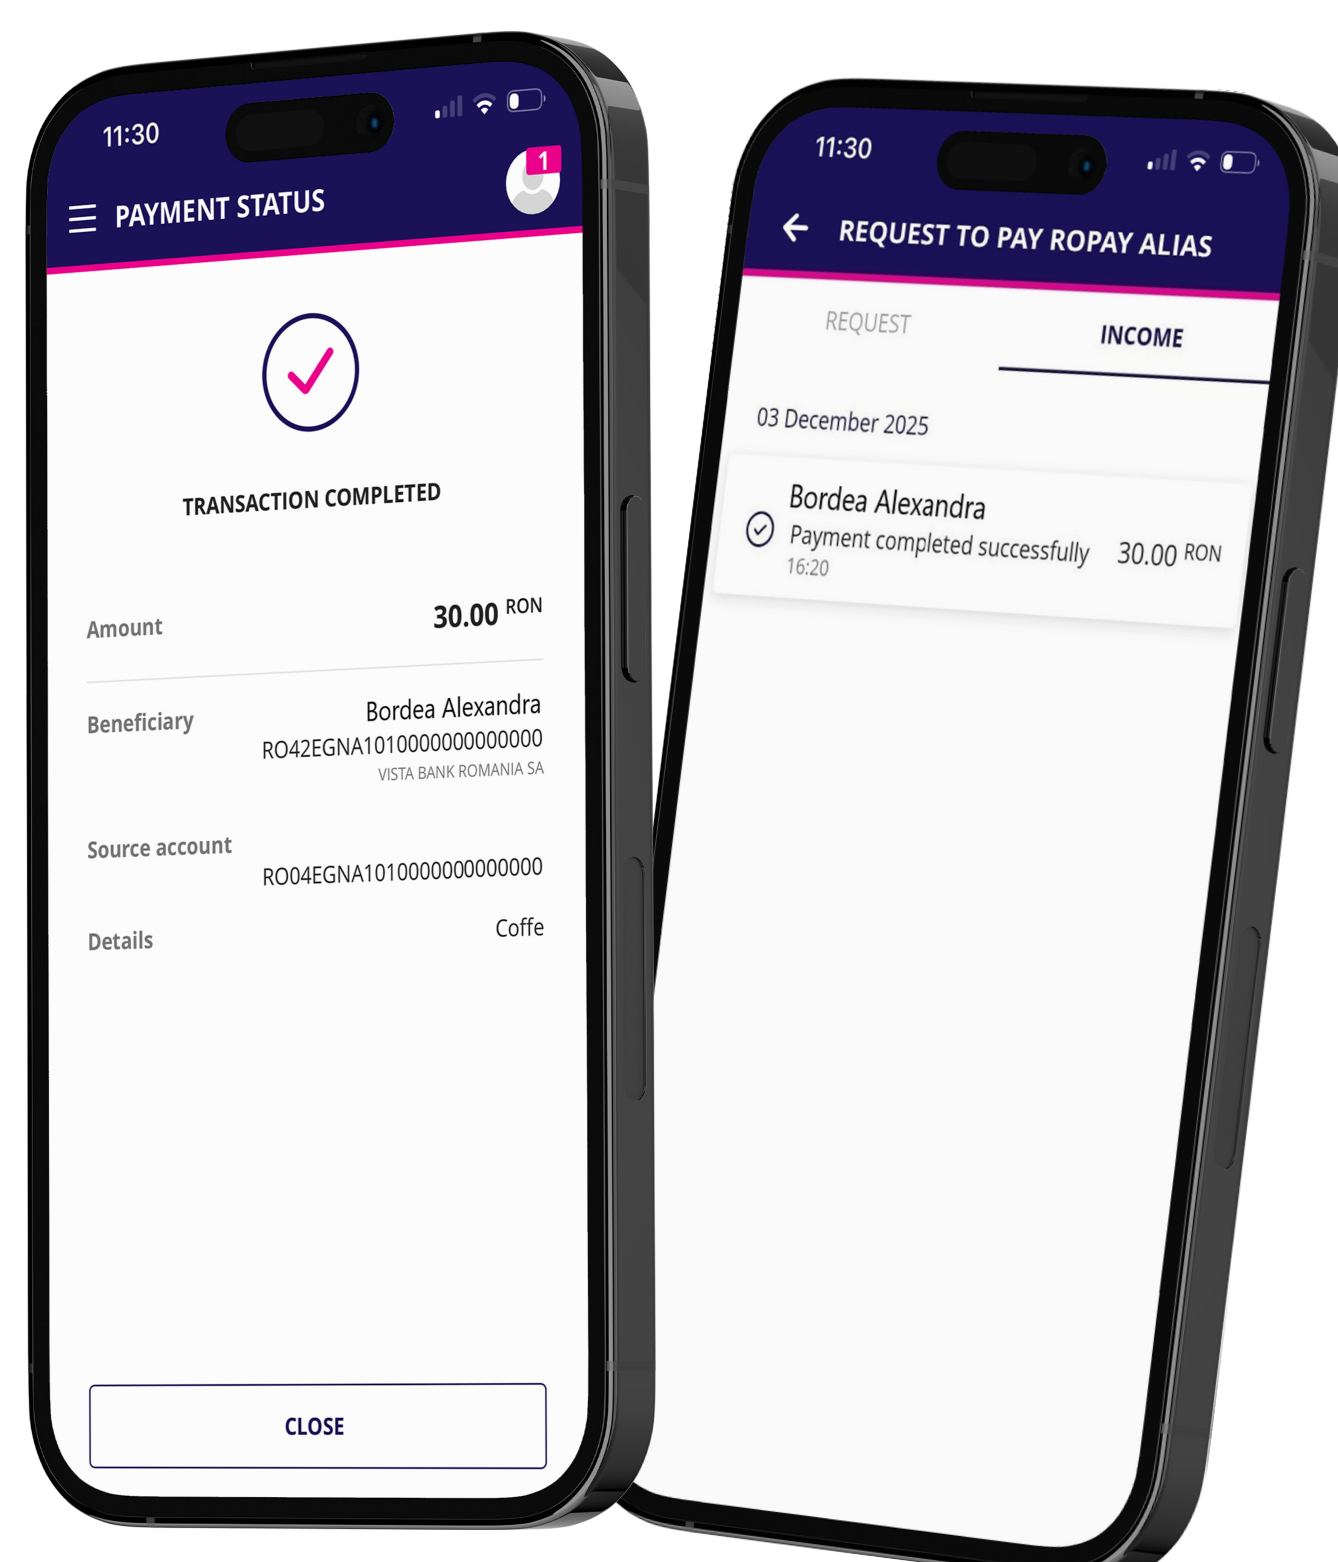 11:30
PAYMENT STATUS
1
TRANSACTION COMPLETED
Amount
30.00 RON
Beneficiary
Bordea Alexandra
RO42EGNA1010000000000000
VISTA BANK ROMANIA SA
Source account
RO04EGNA1010000000000000
Details
Coffe
CLOSE
11:30
REQUEST TO PAY ROPAY ALIAS
REQUEST
INCOME
03 December 2025
Bordea Alexandra
Payment completed successfully
30.00 RON
16:20